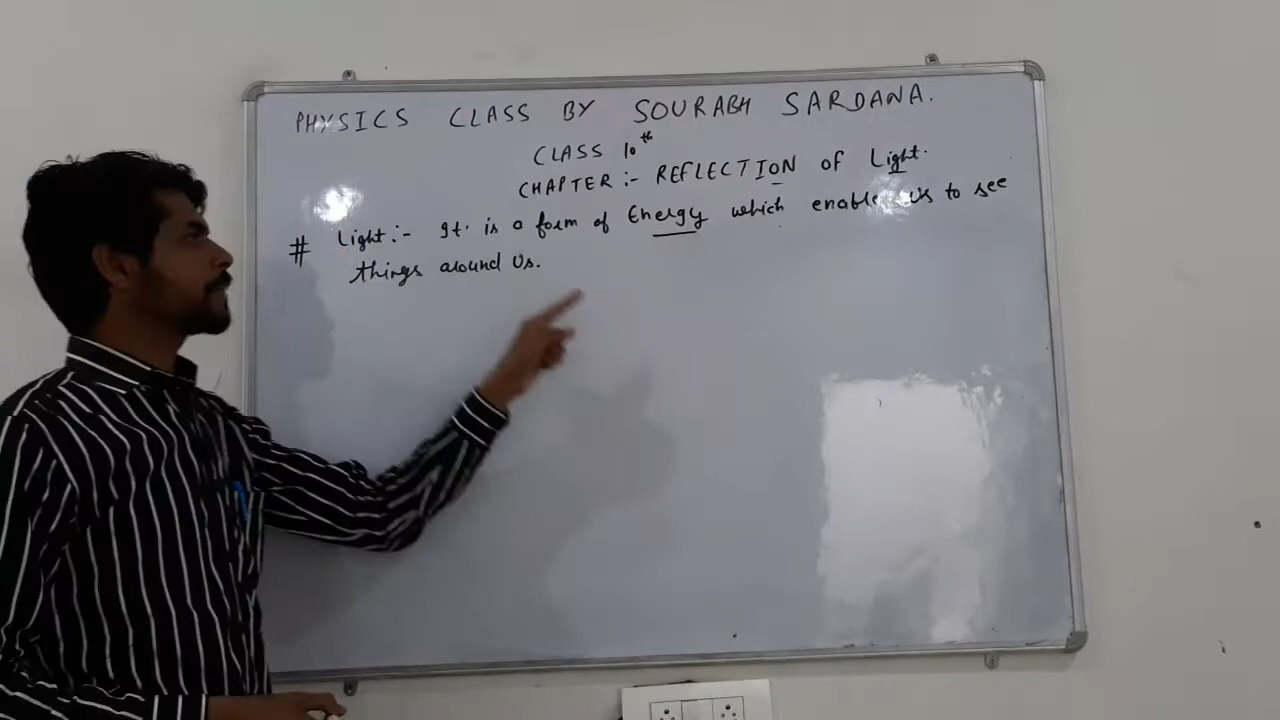 PHYSICS CLASS BY SOURABH SARDANA.
CLASS 10th
CHAPTER :- REFLECTION OF Light.
# Light :- It is a form of Energy which enable us to see
things around Us.